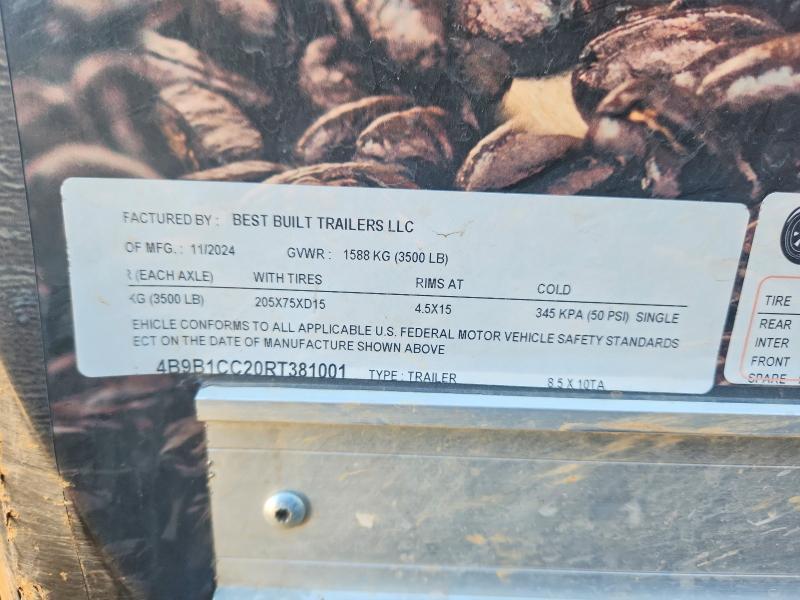 FACTURED BY : BEST BUILT TRAILERS LLC
OF MFG. : 11/2024 GVWR : 1588 KG (3500 LB)
R (EACH AXLE) WITH TIRES RIMS AT COLD
KG (3500 LB) 205X75XD15 4.5X15 345 KPA (50 PSI) SINGLE
EHICLE CONFORMS TO ALL APPLICABLE U.S. FEDERAL MOTOR VEHICLE SAFETY STANDARDS
ECT ON THE DATE OF MANUFACTURE SHOWN ABOVE
4B9B1CC20RT381001 TYPE : TRAILER 8.5 X 10TA
TIRE
REAR
INTER
FRONT
SPARE